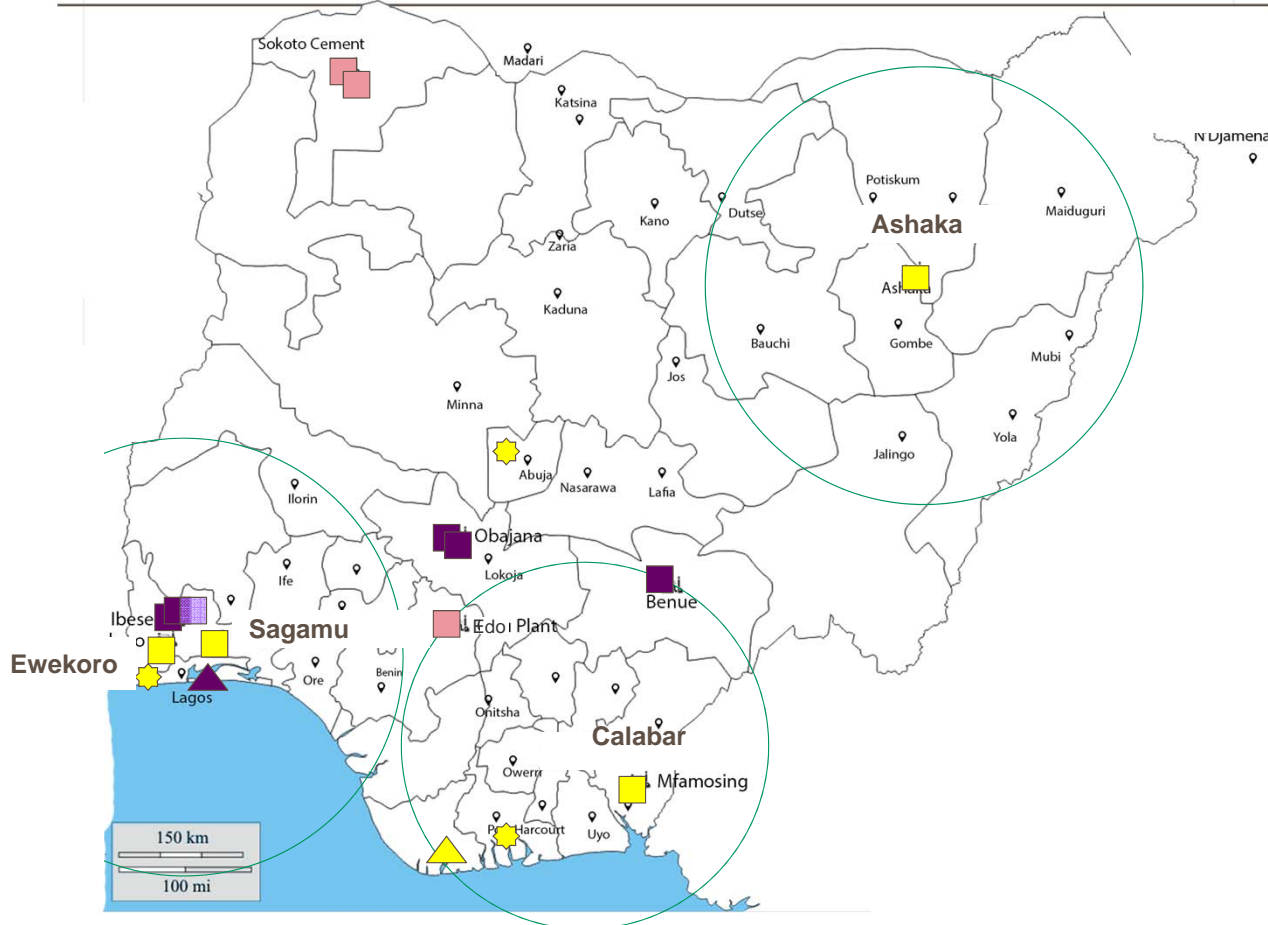 Sokoto Cement
Madari
Katsina
N'Djamena
Potiskum
Maiduguri
Kano
Dutse
Ashaka
Zaria
Ashaka
Kaduna
Bauchi
Gombe
Mubi
Jos
Minna
Yola
Jalingo
Abuja
Nasarawa
Lafia
Ilorin
Obajana
Lokoja
Ife
Benue
Ibese
Sagamu
Edo Plant
Ewekoro
Lagos
Ore
Benin
Onitsha
Calabar
Owerri
Mfamosing
Harcourt
Uyo
150 km
100 mi